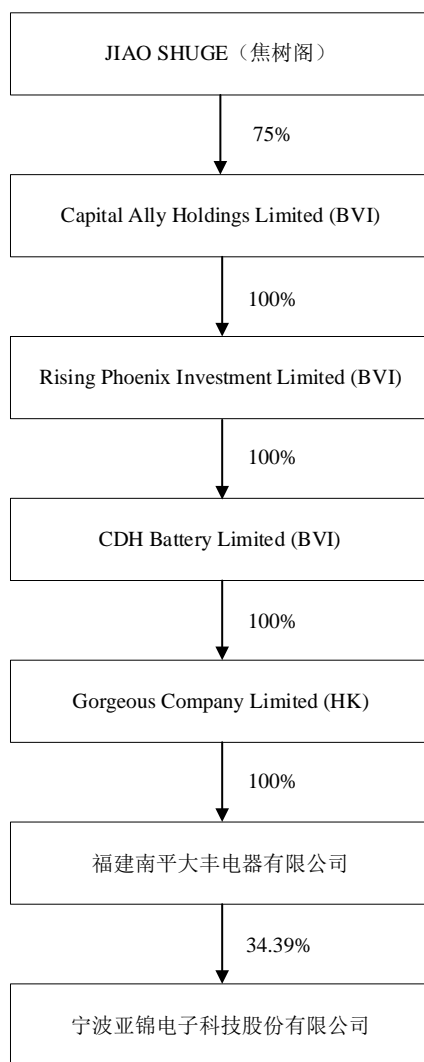 JIAO SHUGE（焦树阁）
75%
Capital Ally Holdings Limited (BVI)
100%
Rising Phoenix Investment Limited (BVI)
100%
CDH Battery Limited (BVI)
100%
Gorgeous Company Limited (HK)
100%
福建南平大丰电器有限公司
34.39%
宁波亚锦电子科技股份有限公司